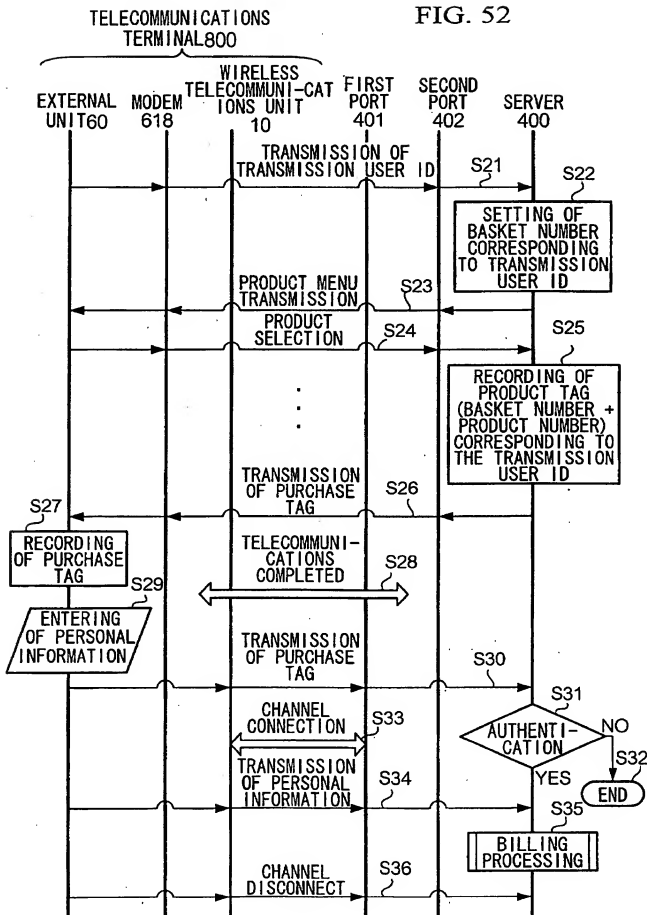 FIG. 52
TELECOMMUNICATIONS
TERMINAL800
EXTERNAL
UNIT60
MODEM
618
WIRELESS
TELECOMMUNI-CAT
IONS UNIT
10
FIRST
PORT
401
SECOND
PORT
402
SERVER
400
TRANSMISSION OF
TRANSMISSION USER ID
S21
S22
SETTING OF
BASKET NUMBER
CORRESPONDING
TO TRANSMISSION
USER ID
PRODUCT MENU
TRANSMISSION
S23
PRODUCT
SELECTION
S24
S25
RECORDING OF
PRODUCT TAG
(BASKET NUMBER +
PRODUCT NUMBER)
CORRESPONDING TO
THE TRANSMISSION
USER ID
TRANSMISSION
OF PURCHASE
TAG
S26
S27
RECORDING
OF PURCHASE
TAG
TELECOMMUNI-
CATIONS
COMPLETED
S28
S29
ENTERING
OF PERSONAL
INFORMATION
TRANSMISSION
OF PURCHASE
TAG
S30
S31
AUTHENTI-
CATION
NO
S32
END
YES
CHANNEL
CONNECTION
S33
TRANSMISSION
OF PERSONAL
INFORMATION
S34
S35
BILLING
PROCESSING
CHANNEL
DISCONNECT
S36